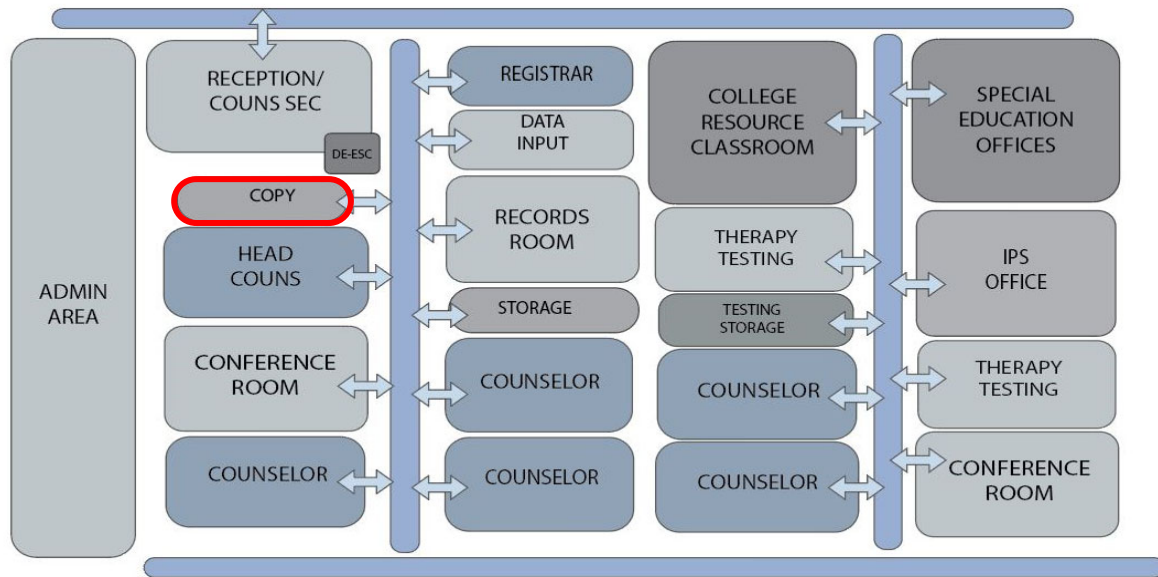 ADMIN
AREA
RECEPTION/
COUNS SEC
DE-ESC
COPY
HEAD
COUNS
CONFERENCE
ROOM
COUNSELOR
REGISTRAR
DATA
INPUT
RECORDS
ROOM
STORAGE
COUNSELOR
COUNSELOR
COLLEGE
RESOURCE
CLASSROOM
THERAPY
TESTING
TESTING
STORAGE
COUNSELOR
COUNSELOR
SPECIAL
EDUCATION
OFFICES
IPS
OFFICE
THERAPY
TESTING
CONFERENCE
ROOM